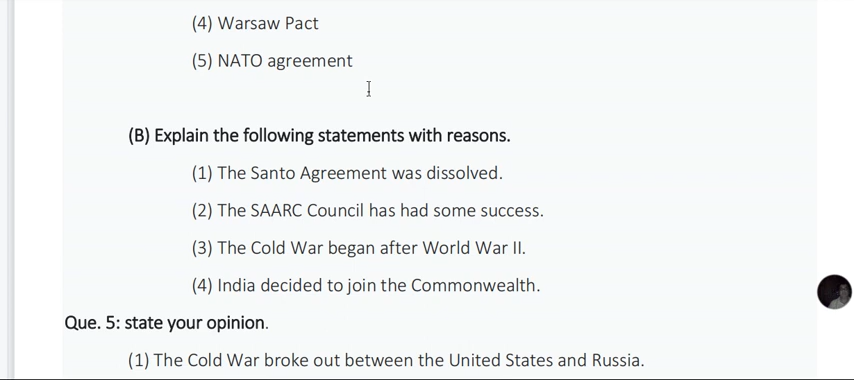 (4) Warsaw Pact
(5) NATO agreement
(B) Explain the following statements with reasons.
(1) The Santo Agreement was dissolved.
(2) The SAARC Council has had some success.
(3) The Cold War began after World War II.
(4) India decided to join the Commonwealth.
Que. 5: state your opinion.
(1) The Cold War broke out between the United States and Russia.